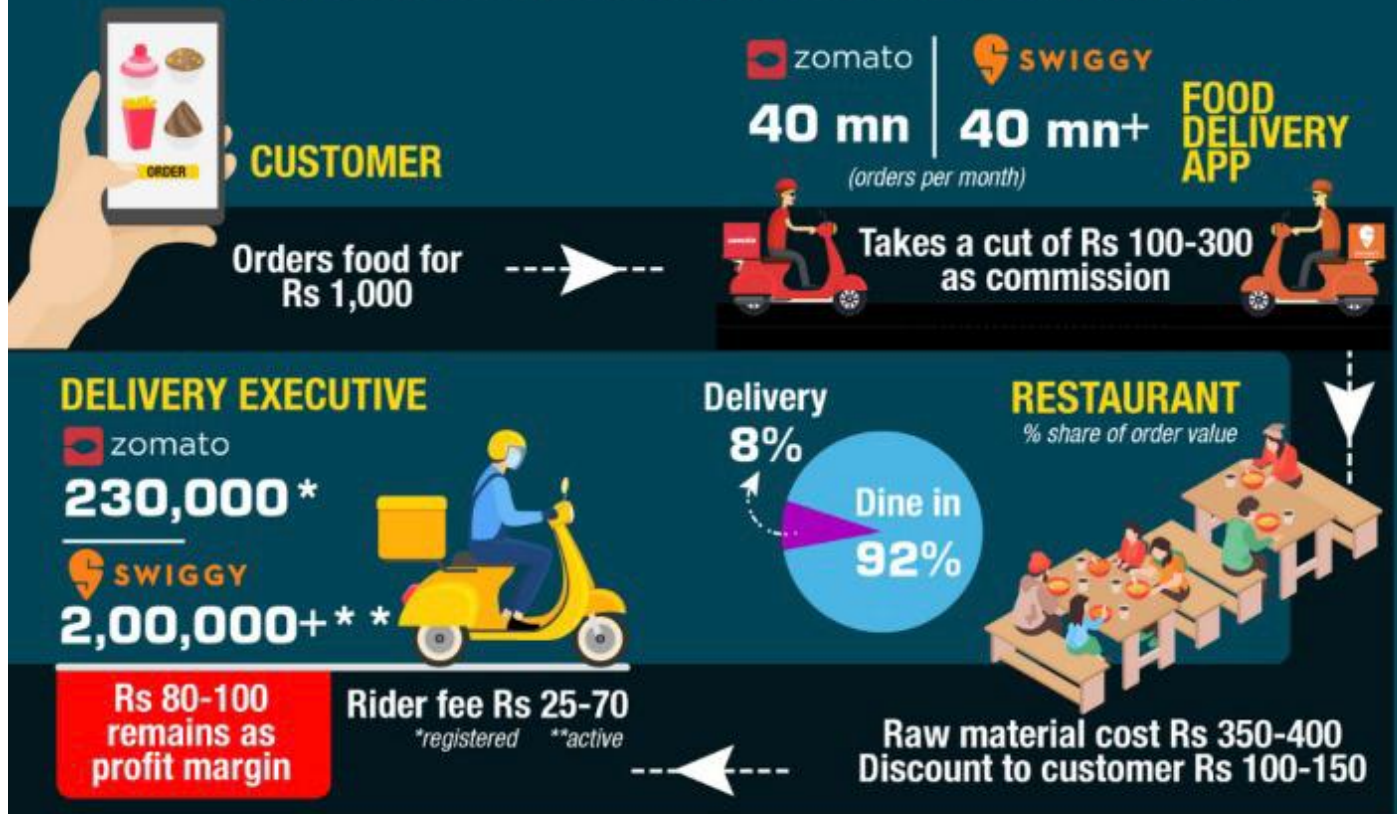 ORDER
CUSTOMER
Orders food for
Rs 1,000
zomato
40 mn
SWIGGY
40 mn+
(orders per month)
FOOD
DELIVERY
APP
Takes a cut of Rs 100-300
as commission
DELIVERY EXECUTIVE
zomato
230,000*
SWIGGY
2,00,000+**
Rs 80-100
remains as
profit margin
Rider fee Rs 25-70
*registered **active
Delivery
8%
Dine in
92%
RESTAURANT
% share of order value
Raw material cost Rs 350-400
Discount to customer Rs 100-150